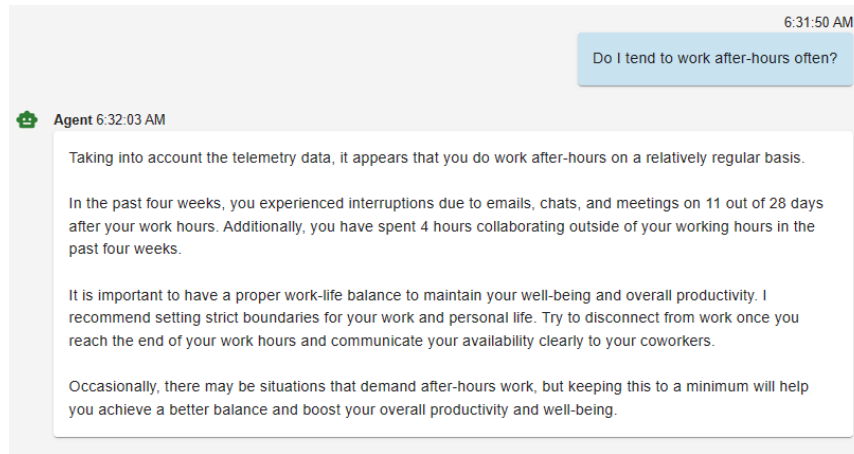 6:31:50 AM
Do I tend to work after-hours often?
Agent 6:32:03 AM
Taking into account the telemetry data, it appears that you do work after-hours on a relatively regular basis.
In the past four weeks, you experienced interruptions due to emails, chats, and meetings on 11 out of 28 days
after your work hours. Additionally, you have spent 4 hours collaborating outside of your working hours in the
past four weeks.
It is important to have a proper work-life balance to maintain your well-being and overall productivity. I
recommend setting strict boundaries for your work and personal life. Try to disconnect from work once you
reach the end of your work hours and communicate your availability clearly to your coworkers.
Occasionally, there may be situations that demand after-hours work, but keeping this to a minimum will help
you achieve a better balance and boost your overall productivity and well-being.